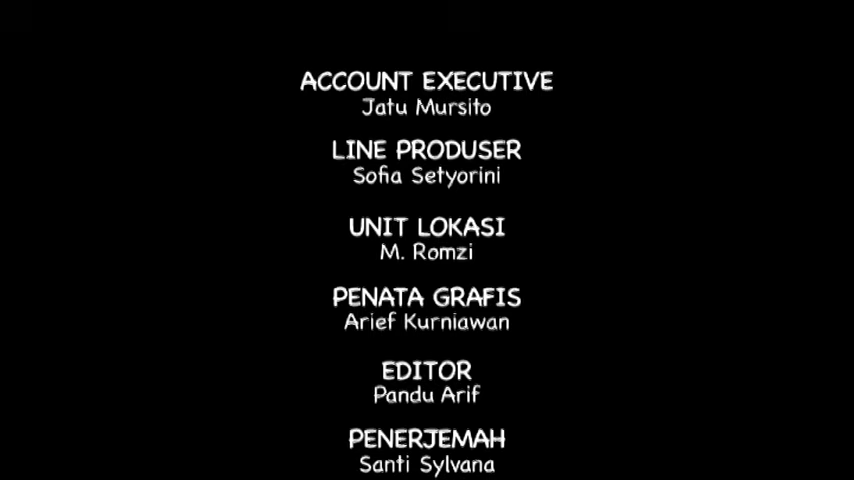 ACCOUNT EXECUTIVE
Jatu Mursito
LINE PRODUSER
Sofia Setyorini
UNIT LOKASI
M. Romzi
PENATA GRAFIS
Arief Kurniawan
EDITOR
Pandu Arif
PENERJEMAH
Santi Sylvana